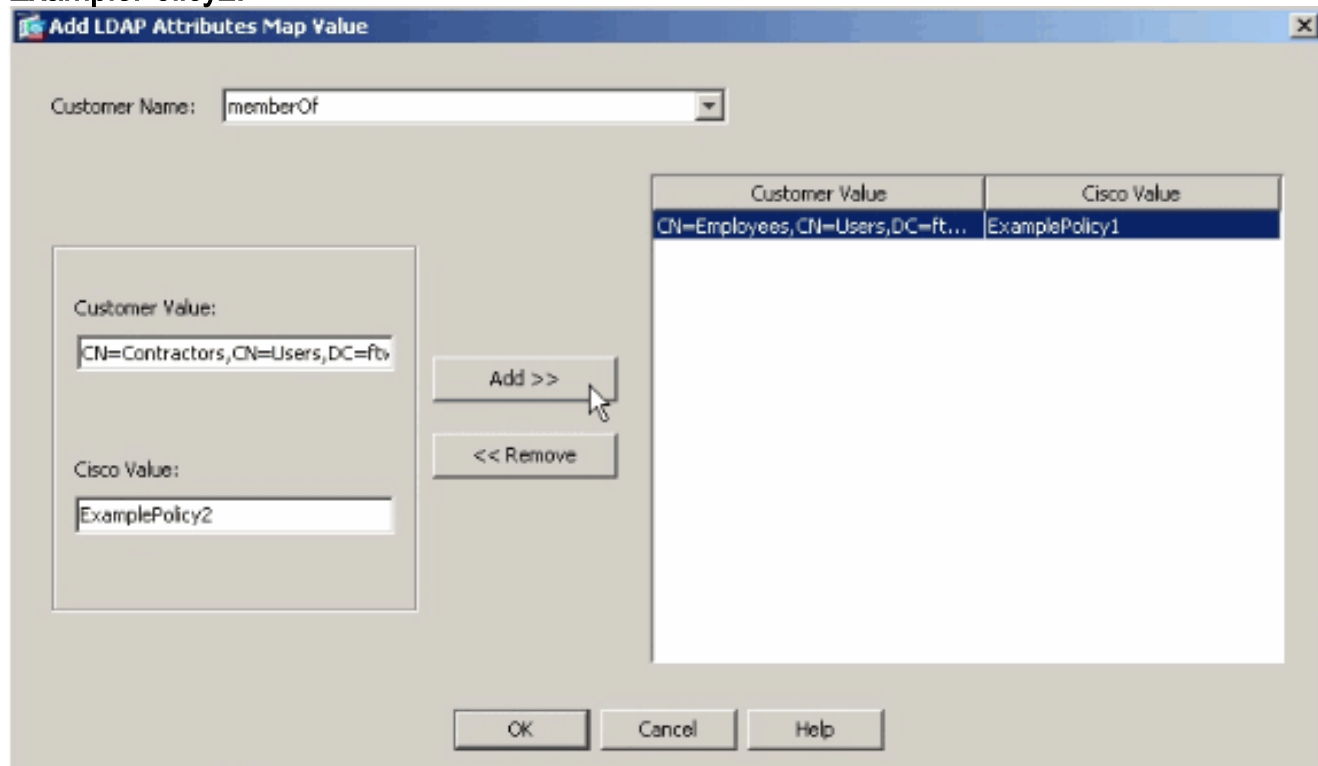 Add LDAP Attributes Map Value
Customer Name: memberOf
Customer Value Cisco Value
CN=Employees,CN=Users,DC=ft... ExamplePolicy1
Customer Value:
CN=Contractors,CN=Users,DC=ft
Add >>
<< Remove
Cisco Value:
ExamplePolicy2
OK Cancel Help